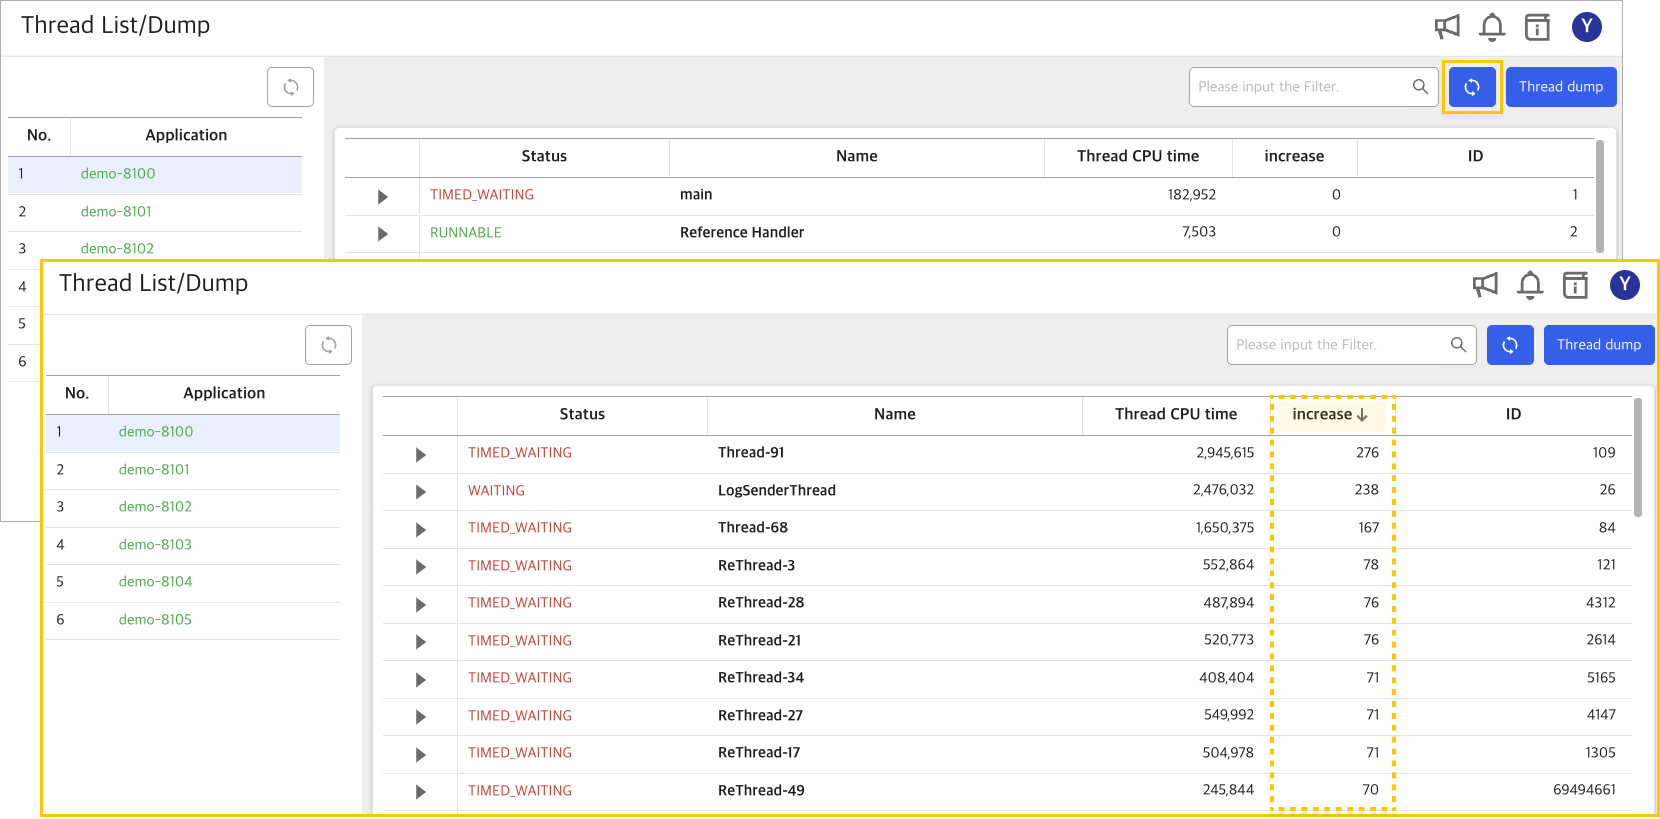 Thread List/Dump
Y
Please input the Filter.
Thread dump
No. Application
Status Name Thread CPU time increase ID
1 demo-8100
TIMED_WAITING main 182,952 0 1
2 demo-8101
RUNNABLE Reference Handler 7,503 0 2
3 demo-8102
4
5
6
Thread List/Dump
Y
Please input the Filter.
Thread dump
No. Application
1 demo-8100
2 demo-8101
3 demo-8102
4 demo-8103
5 demo-8104
6 demo-8105
Status Name Thread CPU time increase ↓ ID
TIMED_WAITING Thread-91 2,945,615 276 109
WAITING LogSenderThread 2,476,032 238 26
TIMED_WAITING Thread-68 1,650,375 167 84
TIMED_WAITING ReThread-3 552,864 78 121
TIMED_WAITING ReThread-28 487,894 76 4312
TIMED_WAITING ReThread-21 520,773 76 2614
TIMED_WAITING ReThread-34 408,404 71 5165
TIMED_WAITING ReThread-27 549,992 71 4147
TIMED_WAITING ReThread-17 504,978 71 1305
TIMED_WAITING ReThread-49 245,844 70 69494661